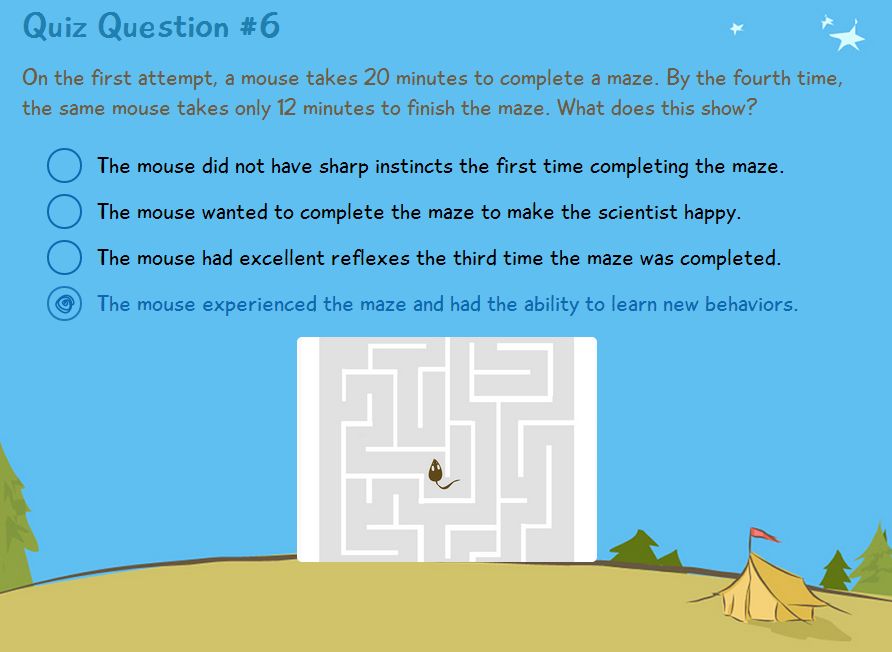 Quiz Question #6
On the first attempt, a mouse takes 20 minutes to complete a maze. By the fourth time,
the same mouse takes only 12 minutes to finish the maze. What does this show?
The mouse did not have sharp instincts the first time completing the maze.
The mouse wanted to complete the maze to make the scientist happy.
The mouse had excellent reflexes the third time the maze was completed.
The mouse experienced the maze and had the ability to learn new behaviors.